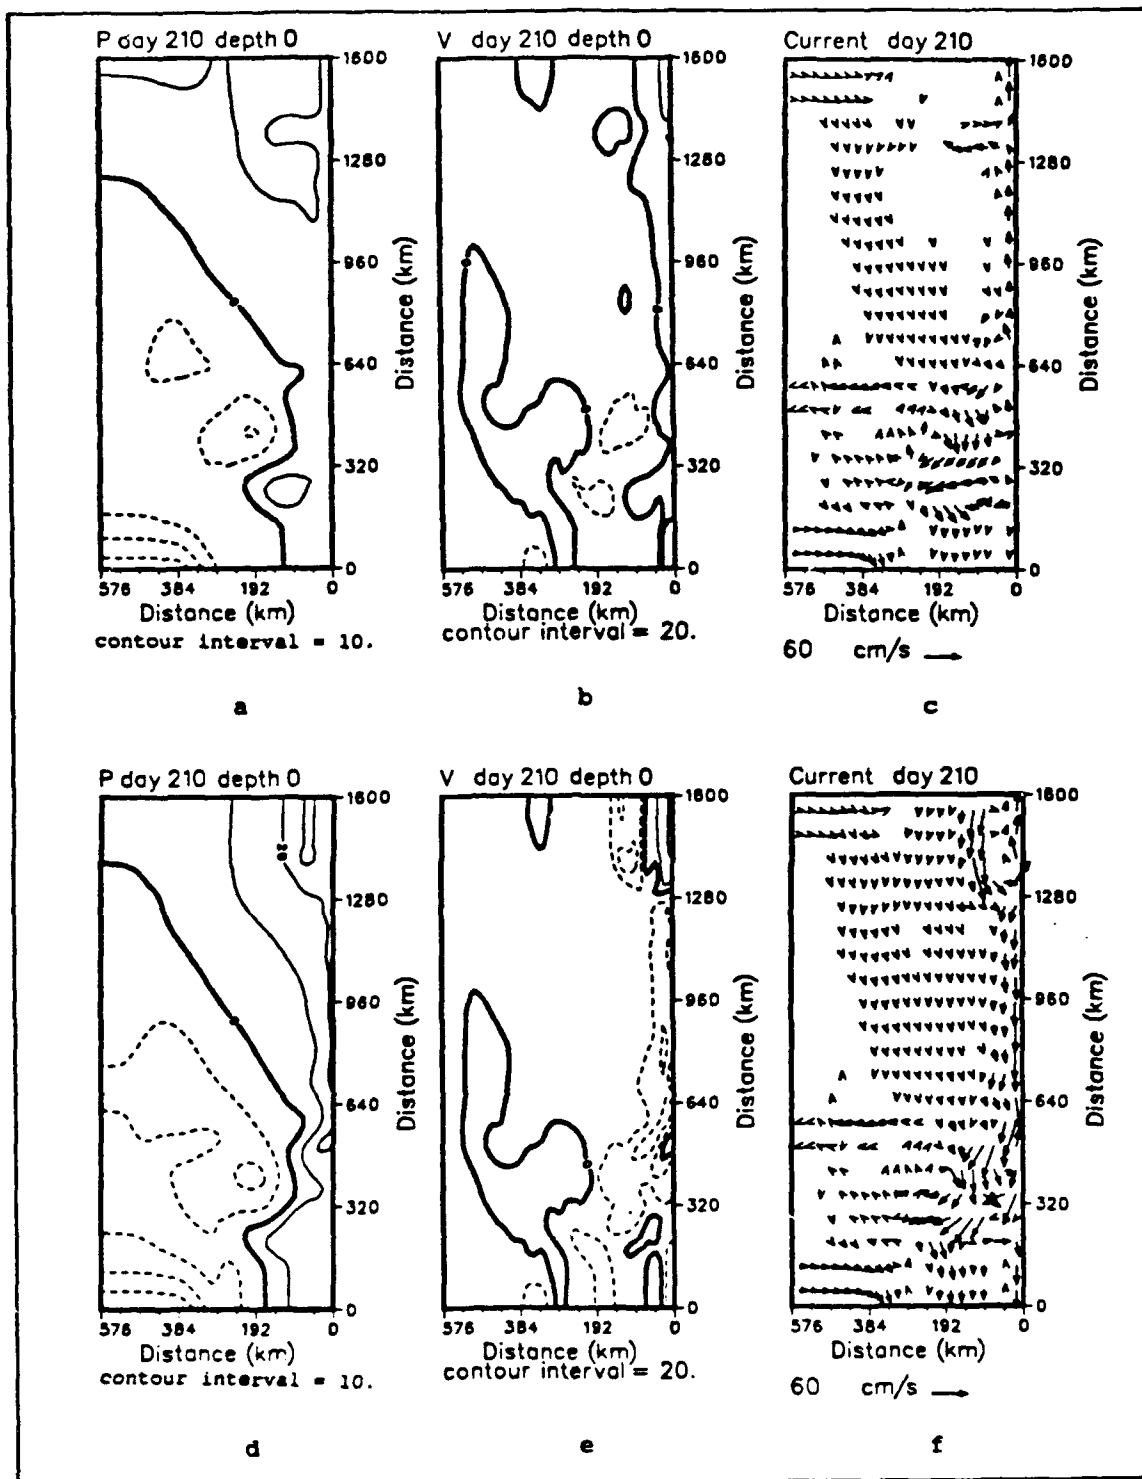 P day 210 depth 0
V day 210 depth 0
Current day 210
1600
1280
960
640
320
0
Distance (km)
576 384 192 0
Distance (km)
contour interval = 10.
1600
1280
960
640
320
0
Distance (km)
576 384 192 0
Distance (km)
contour interval = 20.
1600
1280
960
640
320
0
Distance (km)
576 384 192 0
Distance (km)
60 cm/s
a
b
c
P day 210 depth 0
V day 210 depth 0
Current day 210
20
1600
1280
960
640
320
0
Distance (km)
576 384 192 0
Distance (km)
contour interval = 10.
1600
1280
960
640
320
0
Distance (km)
576 384 192 0
Distance (km)
contour interval = 20.
1600
1280
960
640
320
0
Distance (km)
576 384 192 0
Distance (km)
60 cm/s
d
e
f